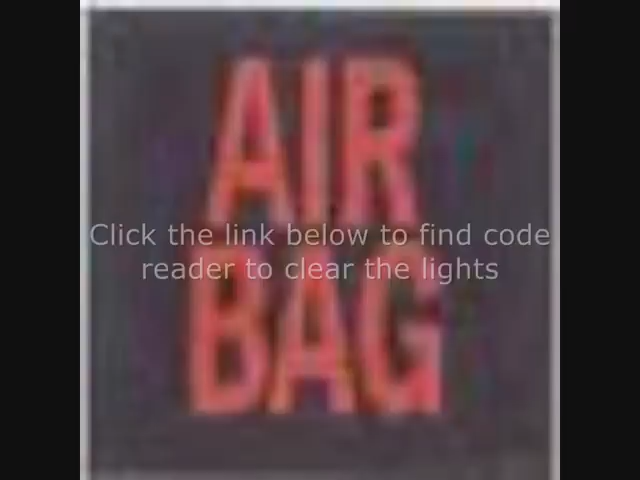 AIR
Click the link below to find code
reader to clear the lights
BAG